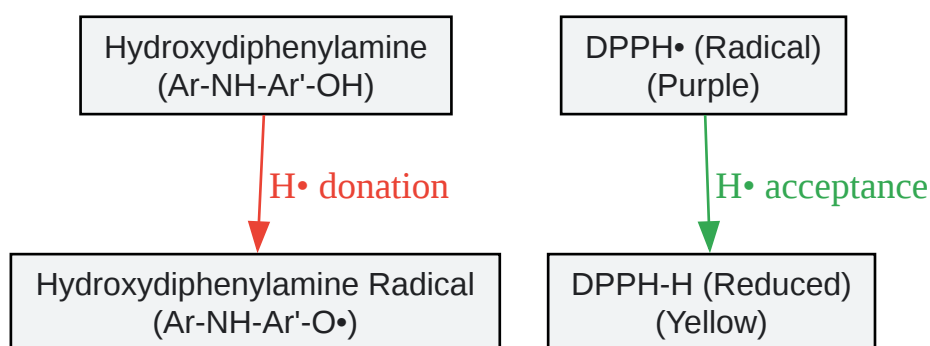 Hydroxydiphenylamine
(Ar-NH-Ar'-OH)
DPPH• (Radical)
(Purple)
H• donation
H• acceptance
Hydroxydiphenylamine Radical
(Ar-NH-Ar'-O•)
DPPH-H (Reduced)
(Yellow)